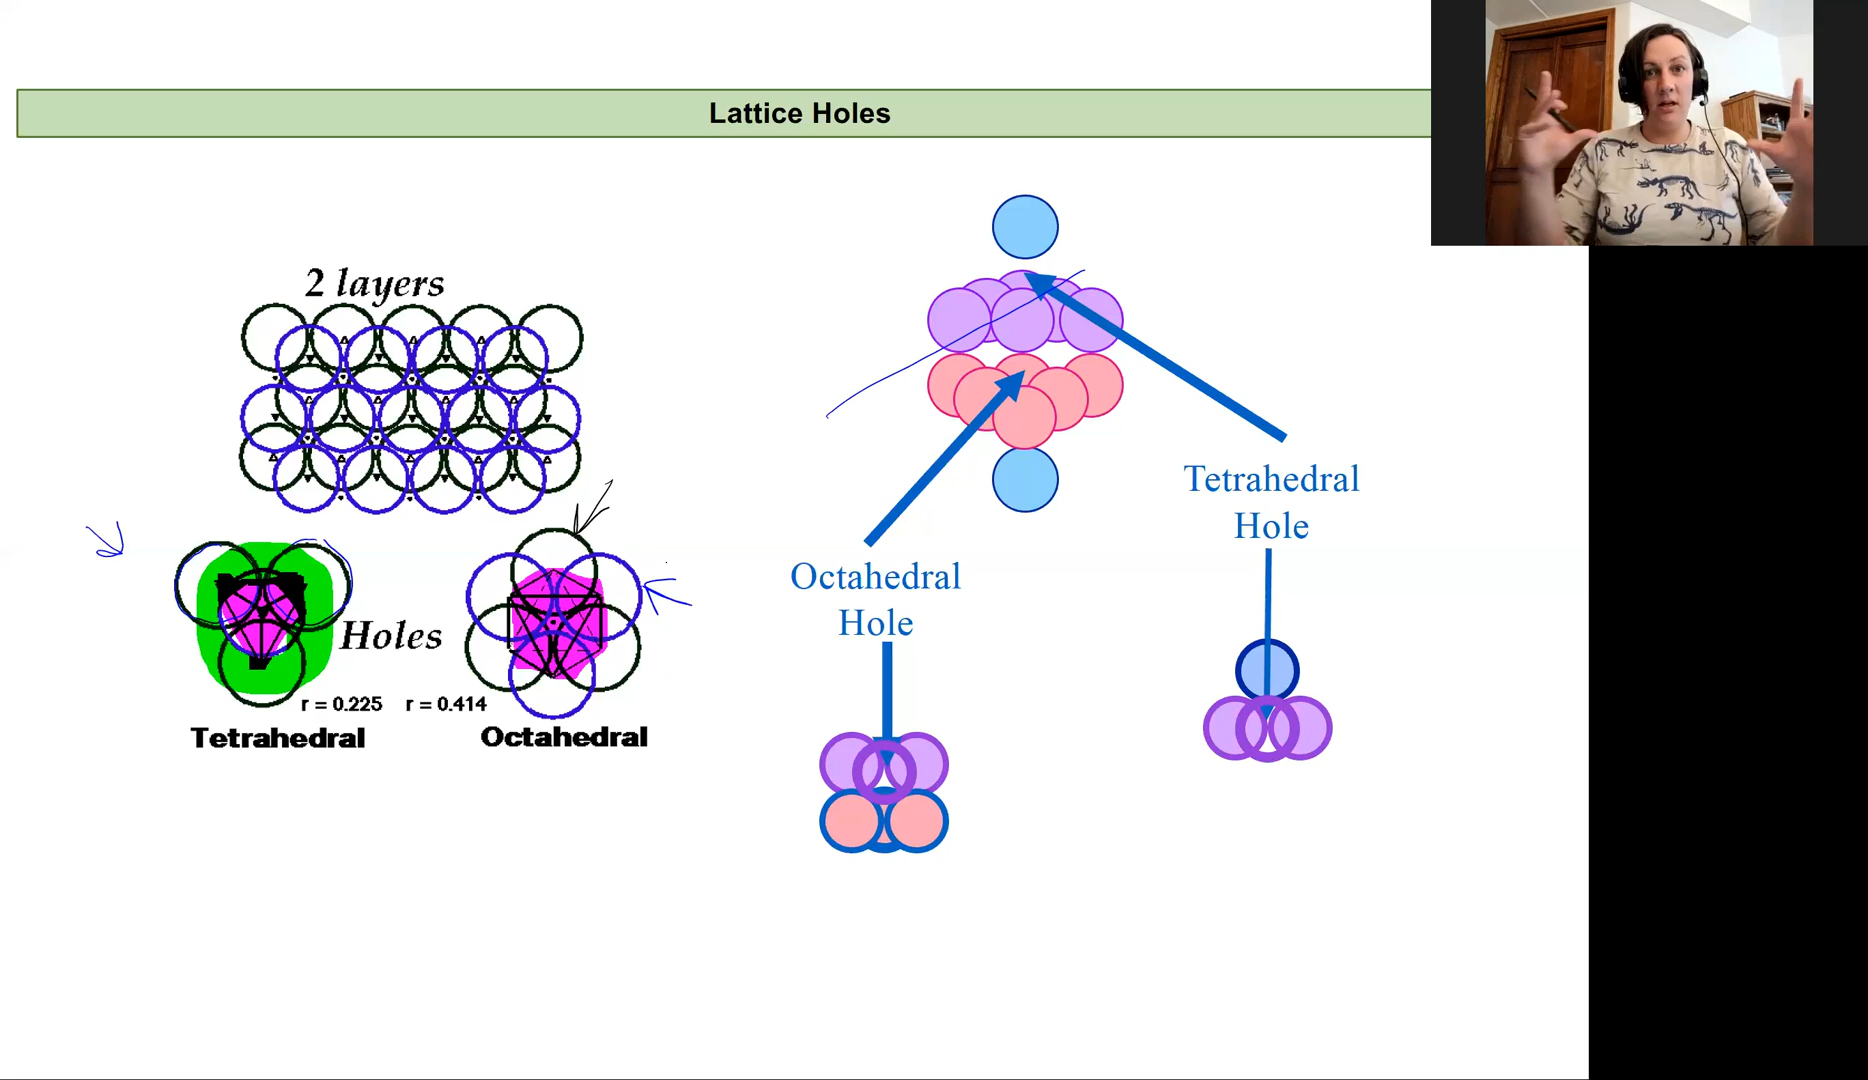 Lattice Holes
2 layers
Holes
r = 0.225 r = 0.414
Tetrahedral
Octahedral
Octahedral
Hole
Tetrahedral
Hole